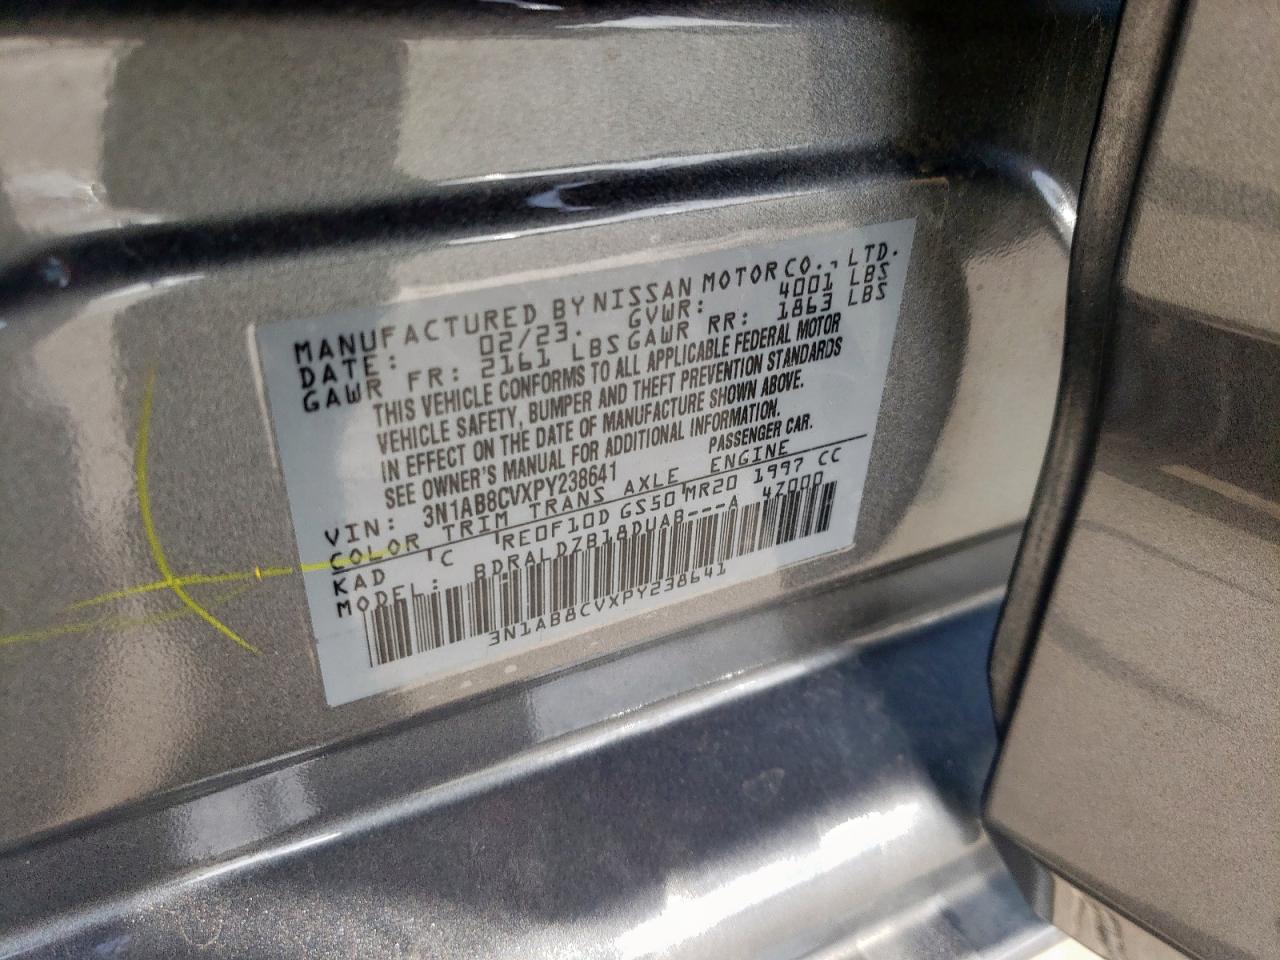 MANUFACTURED BY NISSAN MOTOR CO., LTD.
DATE: 02/23. GVWR: 4001 LBS
GAWR FR: 2161 LBS GAWR RR: 1863 LBS
THIS VEHICLE CONFORMS TO ALL APPLICABLE FEDERAL MOTOR
VEHICLE SAFETY, BUMPER AND THEFT PREVENTION STANDARDS
IN EFFECT ON THE DATE OF MANUFACTURE SHOWN ABOVE.
SEE OWNER'S MANUAL FOR ADDITIONAL INFORMATION.
VIN: 3N1AB8CVXPY238641 PASSENGER CAR.
COLOR TRIM TRANS AXLE ENGINE
KAD C RE0F10D GS50 MR20 1997 CC
MODEL: BDRALDZB18DUAB---A 47000
3N1AB8CVXPY238641